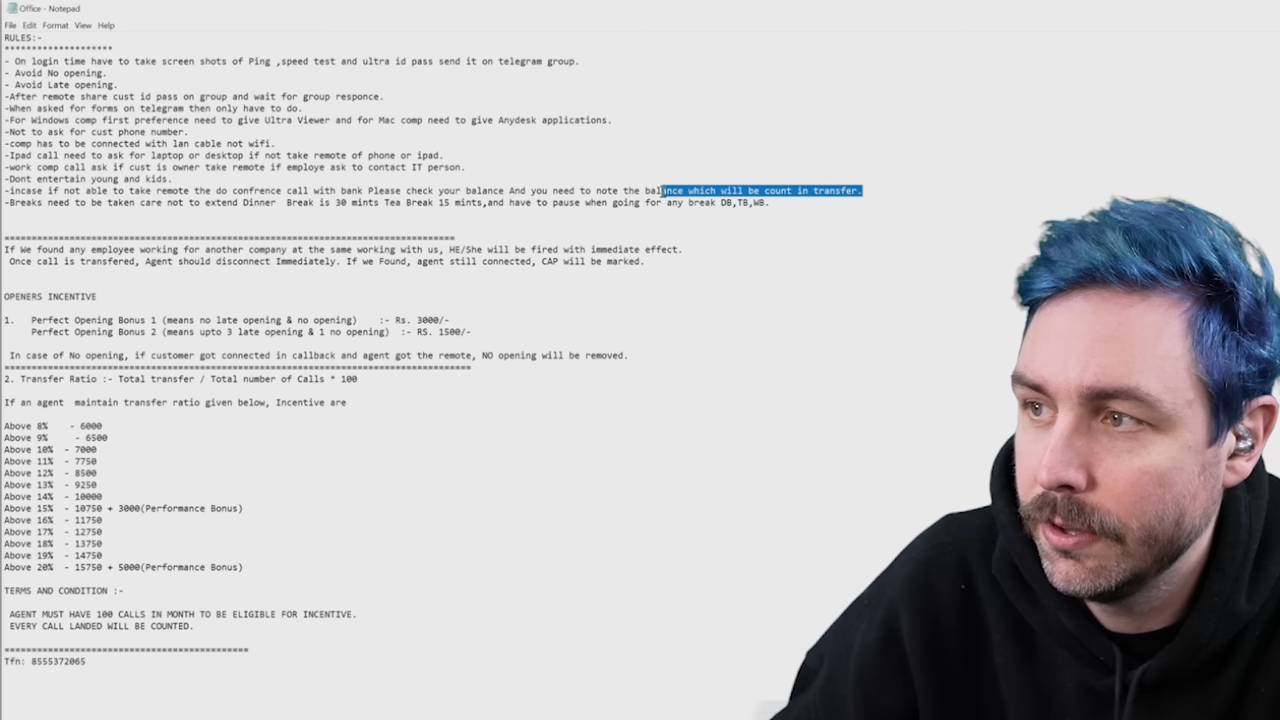 Office - Notepad
File Edit Format View Help
RULES:-
********************
- On login time have to take screen shots of Ping ,speed test and ultra id pass send it on telegram group.
- Avoid No opening.
- Avoid Late opening.
-After remote share cust id pass on group and wait for group responce.
-When asked for forms on telegram then only have to do.
-For Windows comp first preference need to give Ultra Viewer and for Mac comp need to give Anydesk applications.
-Not to ask for cust phone number.
-comp has to be connected with lan cable not wifi.
-Ipad call need to ask for laptop or desktop if not take remote of phone or ipad.
-work comp call ask if cust is owner take remote if employe ask to contact IT person.
-Dont entertain young and kids.
-incase if not able to take remote the do confrence call with bank Please check your balance And you need to note the balance which will be count in transfer.
-Breaks need to be taken care not to extend Dinner  Break is 30 mints Tea Break 15 mints,and have to pause when going for any break DB,TB,WB.
===================================================================================
If We found any employee working for another company at the same working with us, HE/She will be fired with immediate effect.
Once call is transfered, Agent should disconnect Immediately. If we Found, agent still connected, CAP will be marked.
OPENERS INCENTIVE
1.   Perfect Opening Bonus 1 (means no late opening & no opening)    :- Rs. 3000/-
Perfect Opening Bonus 2 (means upto 3 late opening & 1 no opening)  :- RS. 1500/-
In case of No opening, if customer got connected in callback and agent got the remote, NO opening will be removed.
======================================================================================
2. Transfer Ratio :- Total transfer / Total number of Calls * 100
If an agent  maintain transfer ratio given below, Incentive are
Above 8%    - 6000
Above 9%     - 6500
Above 10%  - 7000
Above 11%  - 7750
Above 12%  - 8500
Above 13%  - 9250
Above 14%  - 10000
Above 15%  - 10750 + 3000(Performance Bonus)
Above 16%  - 11750
Above 17%  - 12750
Above 18%  - 13750
Above 19%  - 14750
Above 20%  - 15750 + 5000(Performance Bonus)
TERMS AND CONDITION :-
AGENT MUST HAVE 100 CALLS IN MONTH TO BE ELIGIBLE FOR INCENTIVE.
EVERY CALL LANDED WILL BE COUNTED.
=============================================
Tfn: 8555372065